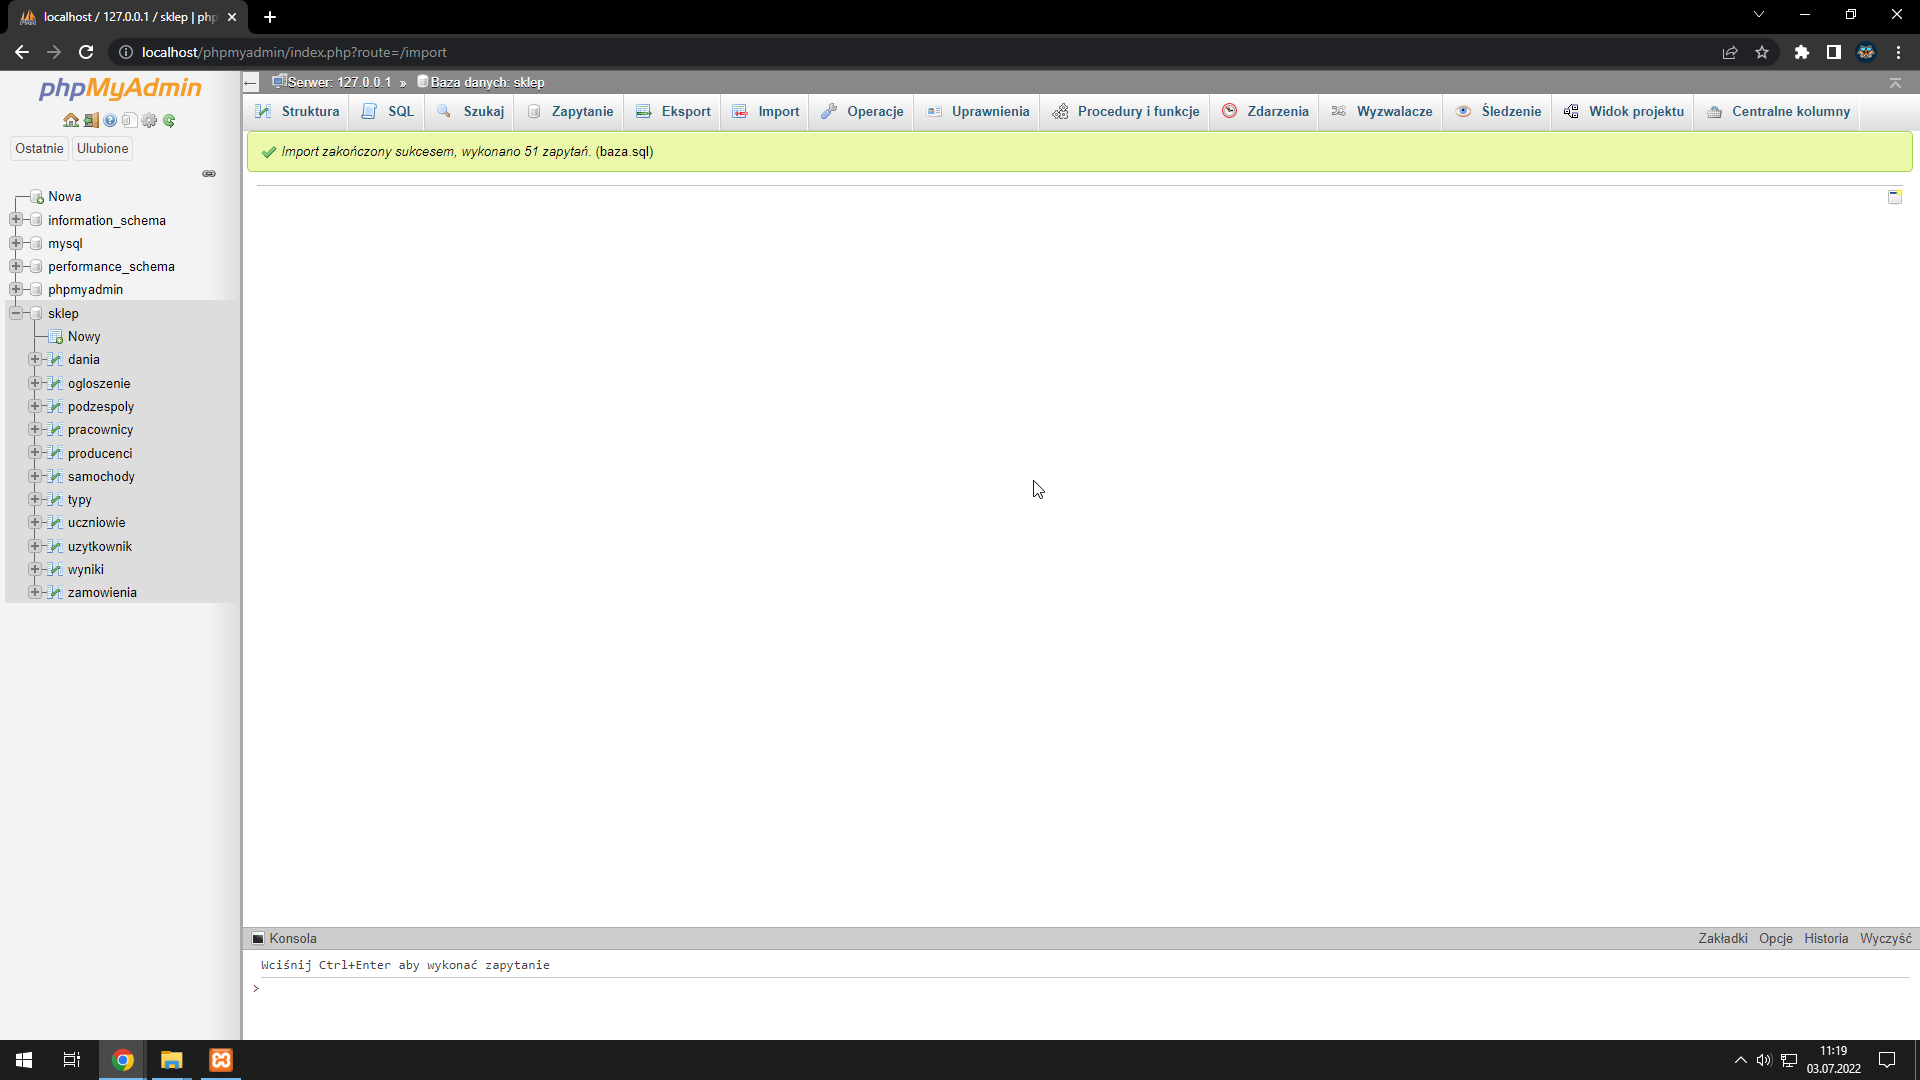 localhost / 127.0.0.1 / sklep | php
localhost/phpmyadmin/index.php?route=/import
phpMyAdmin
Ostatnie Ulubione
Nowa
information_schema
mysql
performance_schema
phpmyadmin
sklep
Nowy
dania
ogloszenie
podzespoly
pracownicy
producenci
samochody
typy
uczniowie
uzytkownik
wyniki
zamowienia
Serwer: 127.0.0.1 » Baza danych: sklep
Struktura SQL Szukaj Zapytanie Eksport Import Operacje Uprawnienia Procedury i funkcje Zdarzenia Wyzwalacze Śledzenie Widok projektu Centralne kolumny
Import zakończony sukcesem, wykonano 51 zapytań. (baza.sql)
Konsola Zakładki Opcje Historia Wyczyść
Wciśnij Ctrl+Enter aby wykonać zapytanie
>
11:19
03.07.2022